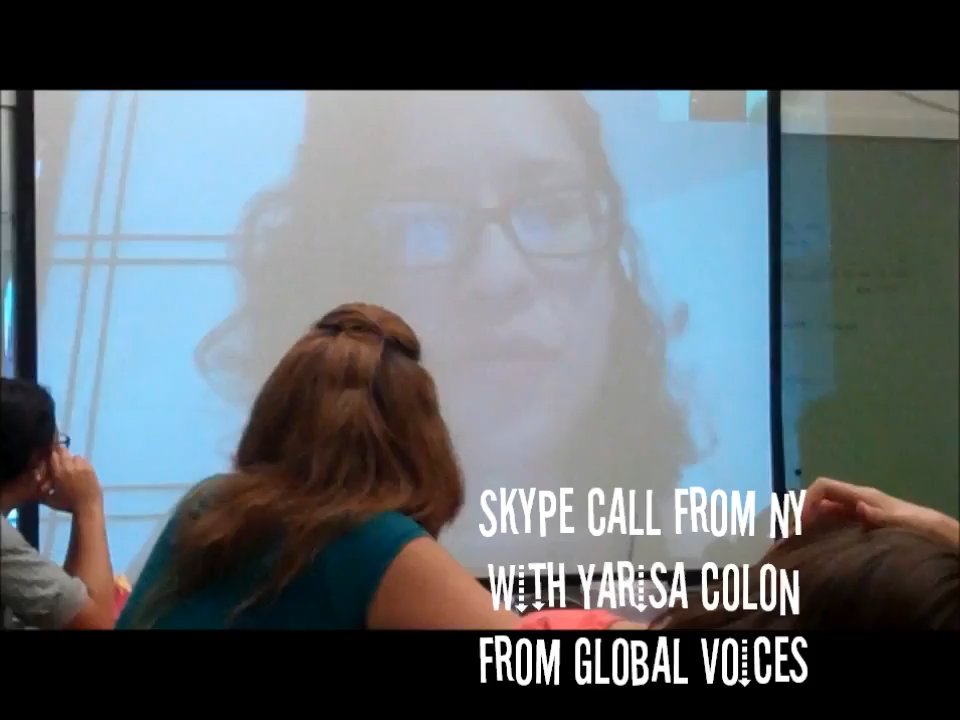 SKYPE CALL FROM NY
WITH YARISA COLON
FROM GLOBAL VOICES